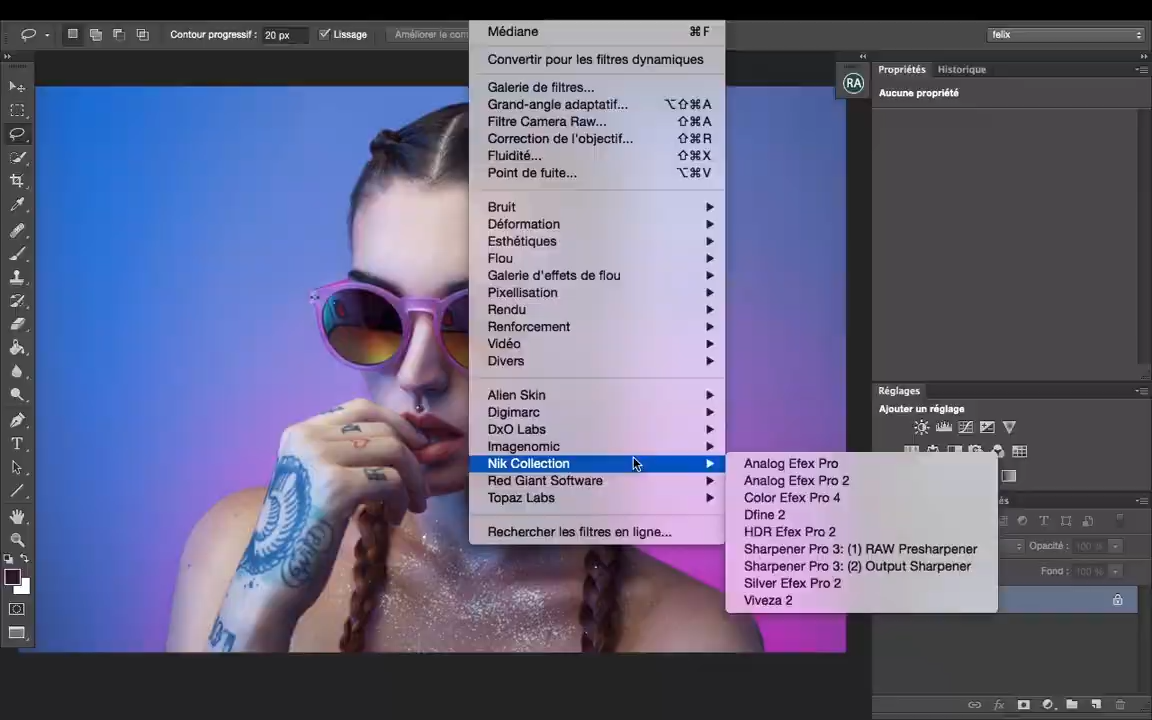 Contour progressif : 20 px Lissage
felix
Médiane ⌘F
Convertir pour les filtres dynamiques
Galerie de filtres...
Grand-angle adaptatif... ⌥⇧⌘A
Filtre Camera Raw... ⇧⌘A
Correction de l'objectif... ⇧⌘R
Fluidité... ⇧⌘X
Point de fuite... ⌥⌘V
Bruit
Déformation
Esthétiques
Flou
Galerie d'effets de flou
Pixellisation
Rendu
Renforcement
Vidéo
Divers
Alien Skin
Digimarc
DxO Labs
Imagenomic
Nik Collection
Red Giant Software
Topaz Labs
Rechercher les filtres en ligne...
Analog Efex Pro
Analog Efex Pro 2
Color Efex Pro 4
Dfine 2
HDR Efex Pro 2
Sharpener Pro 3: (1) RAW Presharpener
Sharpener Pro 3: (2) Output Sharpener
Silver Efex Pro 2
Viveza 2
RA
Propriétés Historique
Aucune propriété
Réglages
Ajouter un réglage
Opacité : 100 %
Fond : 100 %